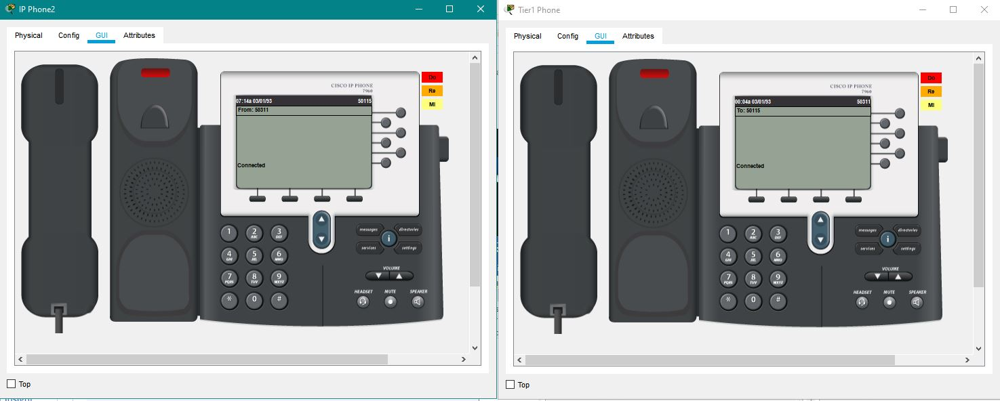 IP Phone2
Physical Config GUI Attributes
CISCO IP PHONE
7960
Do
Re
Mi
07:14a 03/01/93 50115
From: 50311
Connected
1 2 ABC 3 DEF
4 GHI 5 JKL 6 MNO
7 PQRS 8 TUV 9 WXYZ
* 0 #
messages directories
i
services settings
VOLUME
HEADSET MUTE SPEAKER
Top
Tier1 Phone
Physical Config GUI Attributes
CISCO IP PHONE
7960
Do
Re
Mi
00:04a 03/01/93 50311
To: 50115
Connected
1 2 ABC 3 DEF
4 GHI 5 JKL 6 MNO
7 PQRS 8 TUV 9 WXYZ
* 0 #
messages directories
i
services settings
VOLUME
HEADSET MUTE SPEAKER
Top